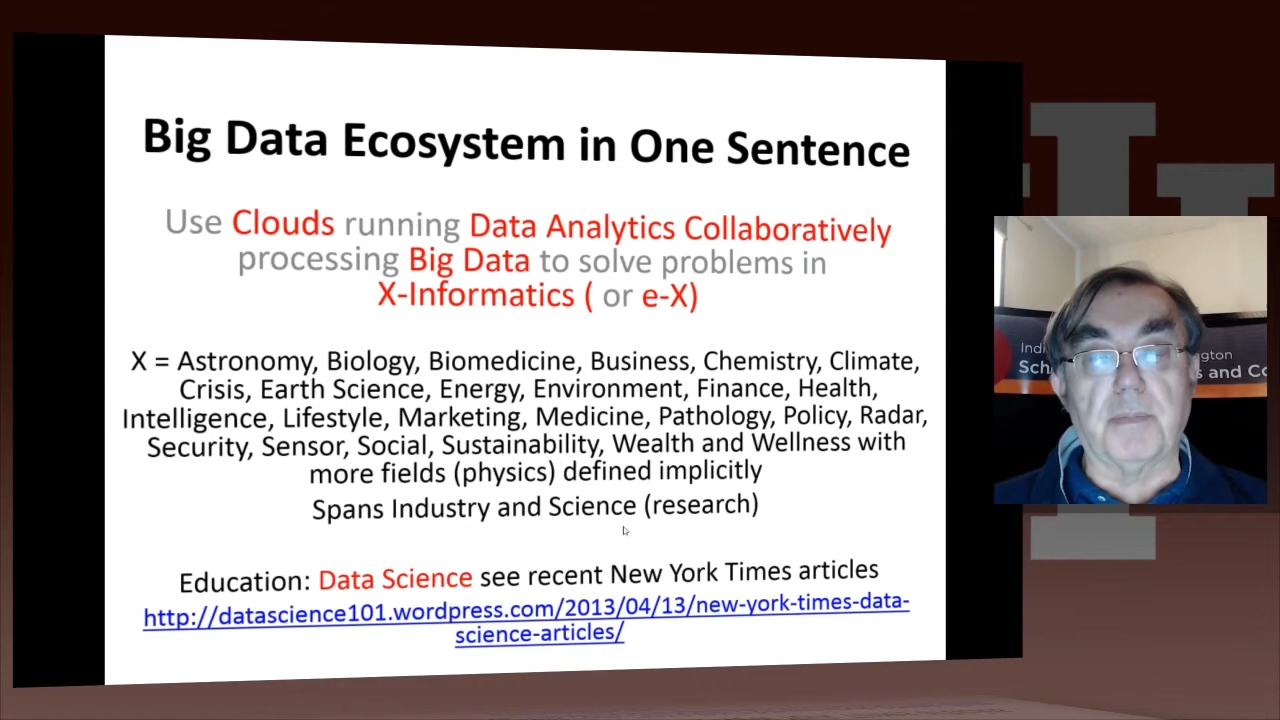 Big Data Ecosystem in One Sentence
Use Clouds running Data Analytics Collaboratively
processing Big Data to solve problems in
X-Informatics ( or e-X)
X = Astronomy, Biology, Biomedicine, Business, Chemistry, Climate,
Crisis, Earth Science, Energy, Environment, Finance, Health,
Intelligence, Lifestyle, Marketing, Medicine, Pathology, Policy, Radar,
Security, Sensor, Social, Sustainability, Wealth and Wellness with
more fields (physics) defined implicitly
Spans Industry and Science (research)
Education: Data Science see recent New York Times articles
http://datascience101.wordpress.com/2013/04/13/new-york-times-data-
science-articles/
and